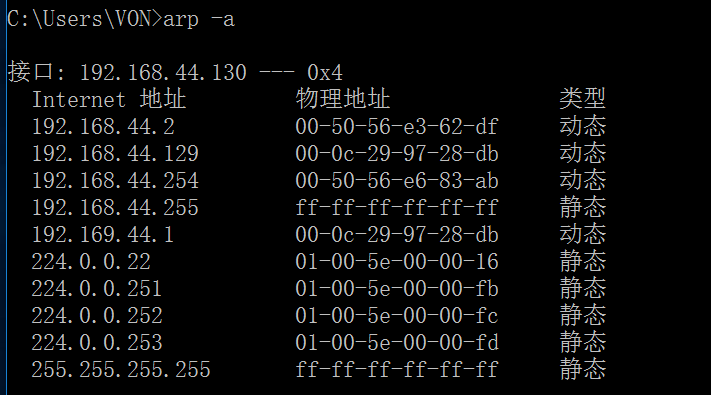 C:\Users\VON>arp -a
接口: 192.168.44.130 --- 0x4
Internet 地址 物理地址 类型
192.168.44.2 00-50-56-e3-62-df 动态
192.168.44.129 00-0c-29-97-28-db 动态
192.168.44.254 00-50-56-e6-83-ab 动态
192.168.44.255 ff-ff-ff-ff-ff-ff 静态
192.169.44.1 00-0c-29-97-28-db 动态
224.0.0.22 01-00-5e-00-00-16 静态
224.0.0.251 01-00-5e-00-00-fb 静态
224.0.0.252 01-00-5e-00-00-fc 静态
224.0.0.253 01-00-5e-00-00-fd 静态
255.255.255.255 ff-ff-ff-ff-ff-ff 静态